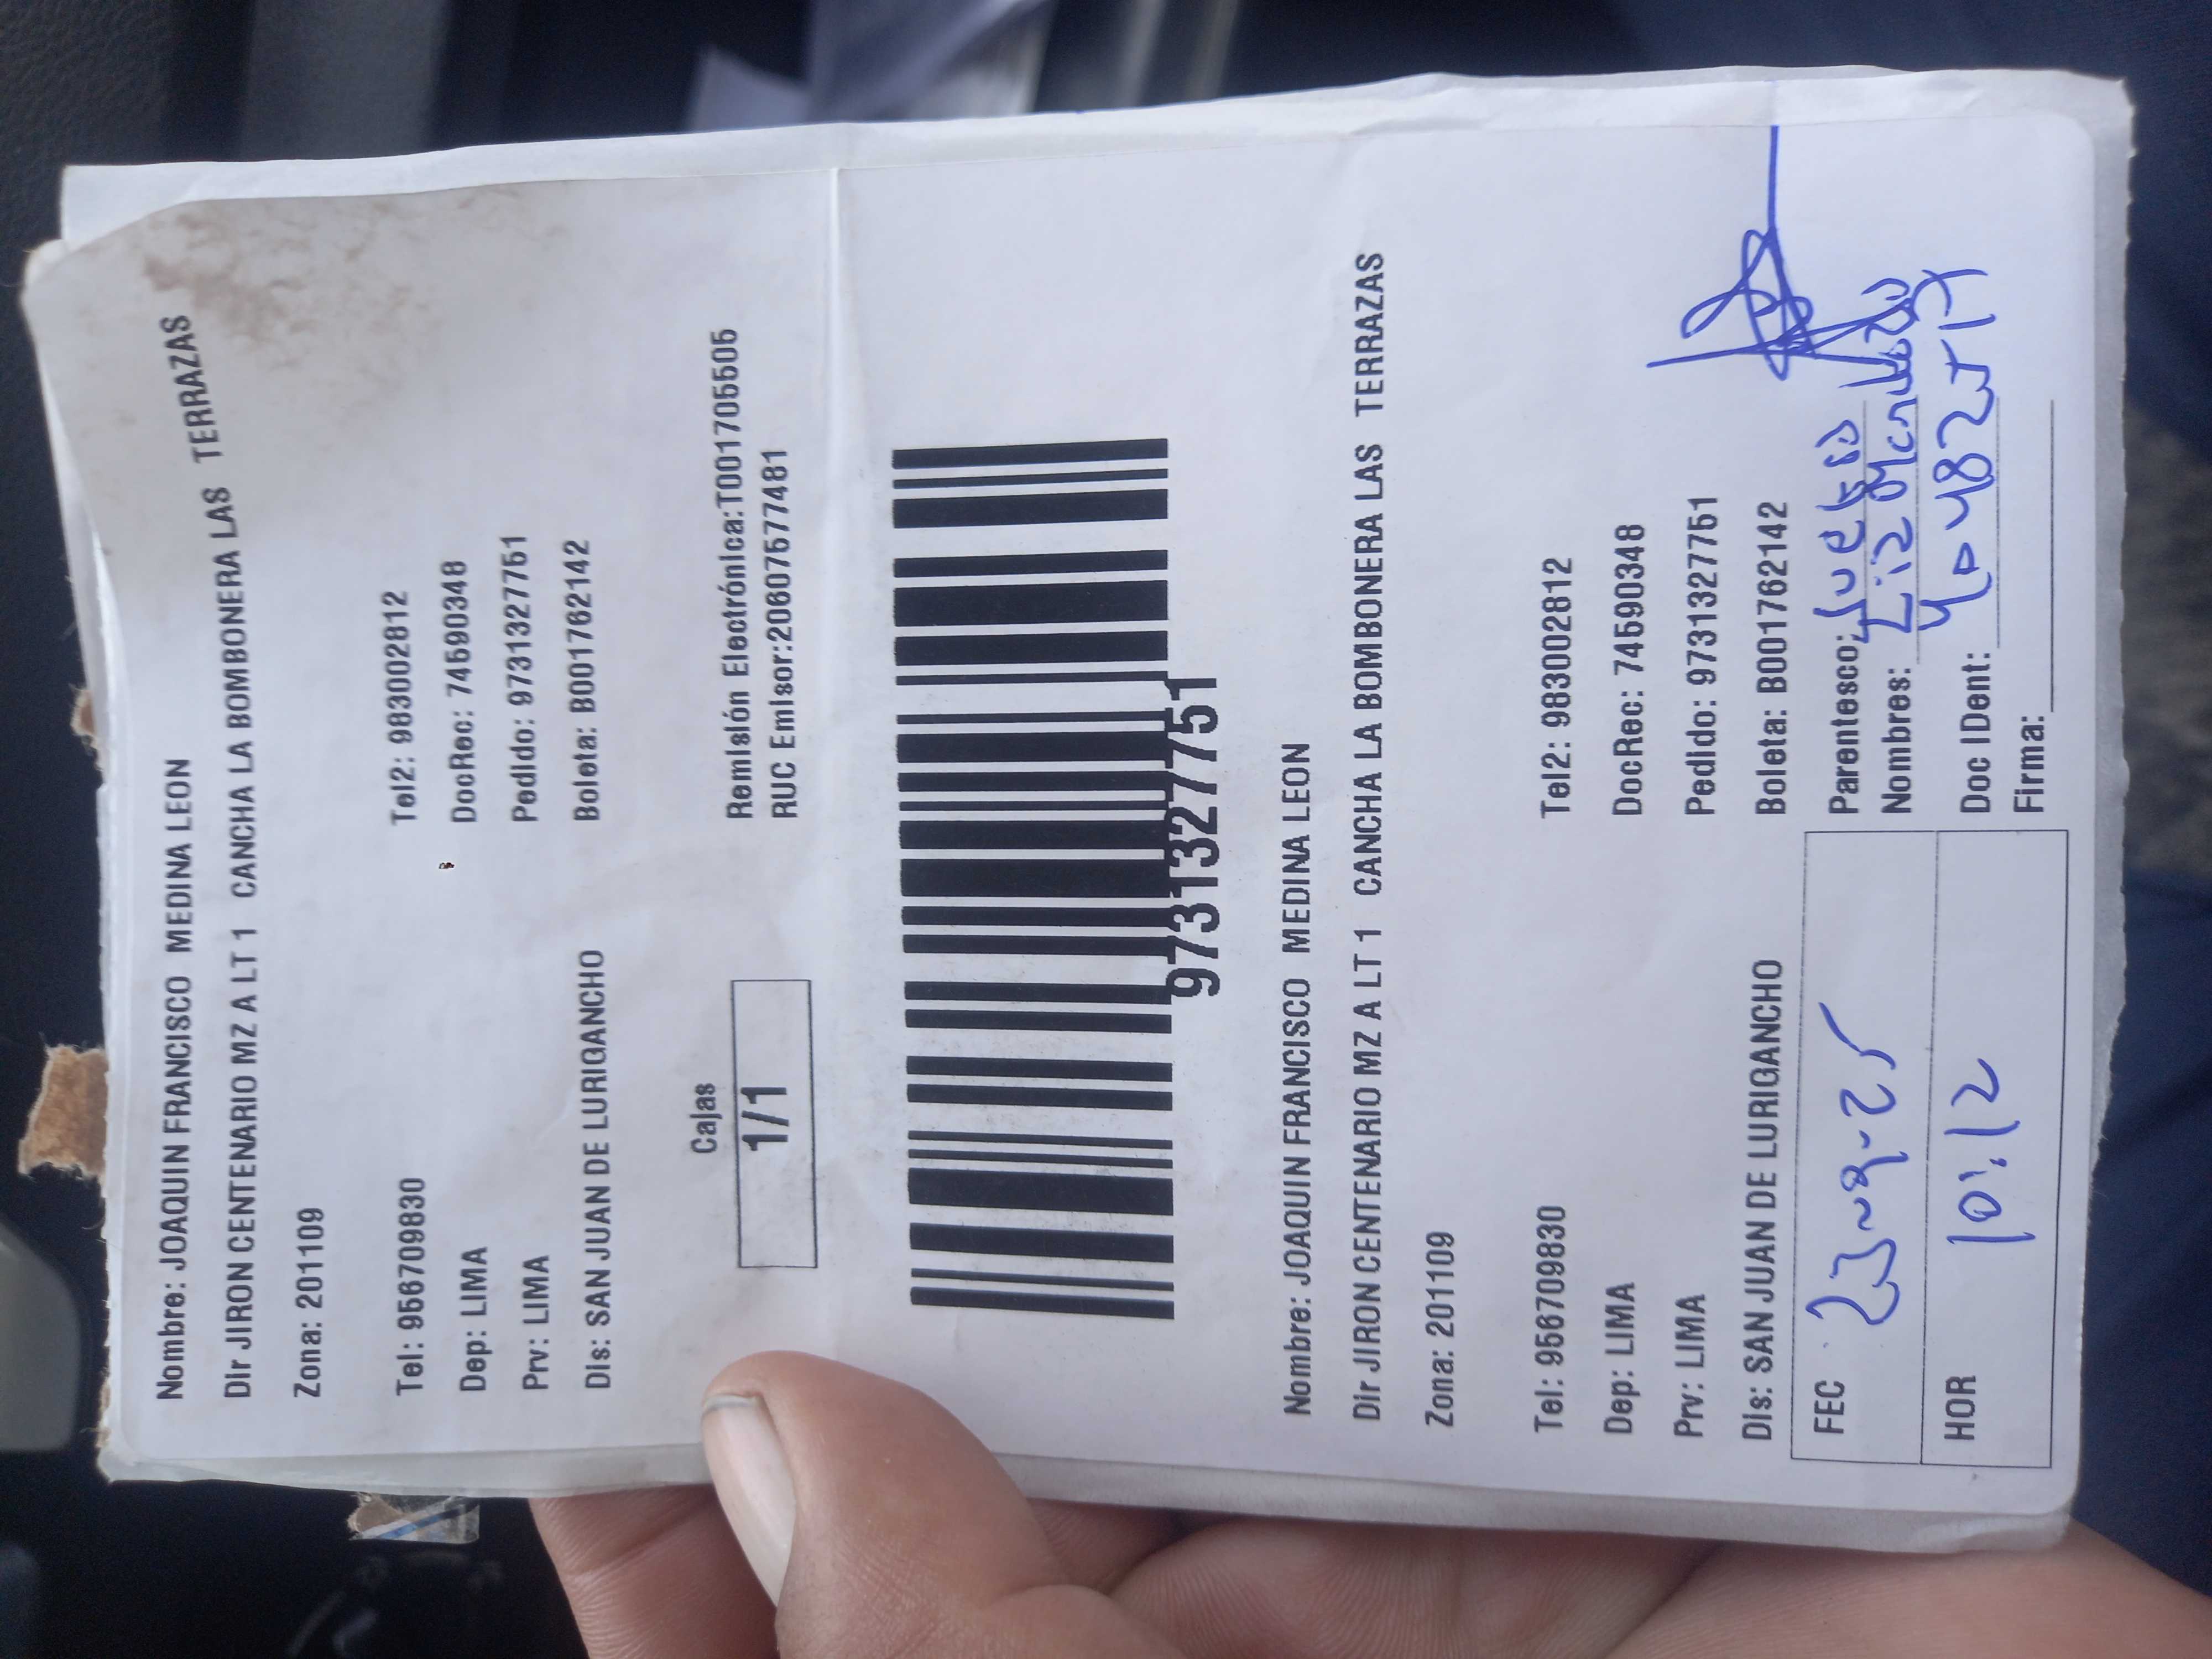 Nombre: JOAQUIN FRANCISCO MEDINA LEON
Dir JIRON CENTENARIO MZ A LT 1 CANCHA LA BOMBONERA LAS TERRAZAS
Zona: 201109
Tel: 956709830 Tel2: 983002812
Dep: LIMA DocRec: 74590348
Prv: LIMA Pedido: 9731327751
Dis: SAN JUAN DE LURIGANCHO Boleta: B001762142
Cajas
1/1
Remisión Electrónica:T001705505
RUC Emisor:20607577481
9731327751
Nombre: JOAQUIN FRANCISCO MEDINA LEON
Dir JIRON CENTENARIO MZ A LT 1 CANCHA LA BOMBONERA LAS TERRAZAS
Zona: 201109
Tel: 956709830 Tel2: 983002812
Dep: LIMA DocRec: 74590348
Prv: LIMA Pedido: 9731327751
Dis: SAN JUAN DE LURIGANCHO Boleta: B001762142
FEC 23-09-25 Parentesco:
Nombres:
HOR 10:12 Doc IDent:
Firma: